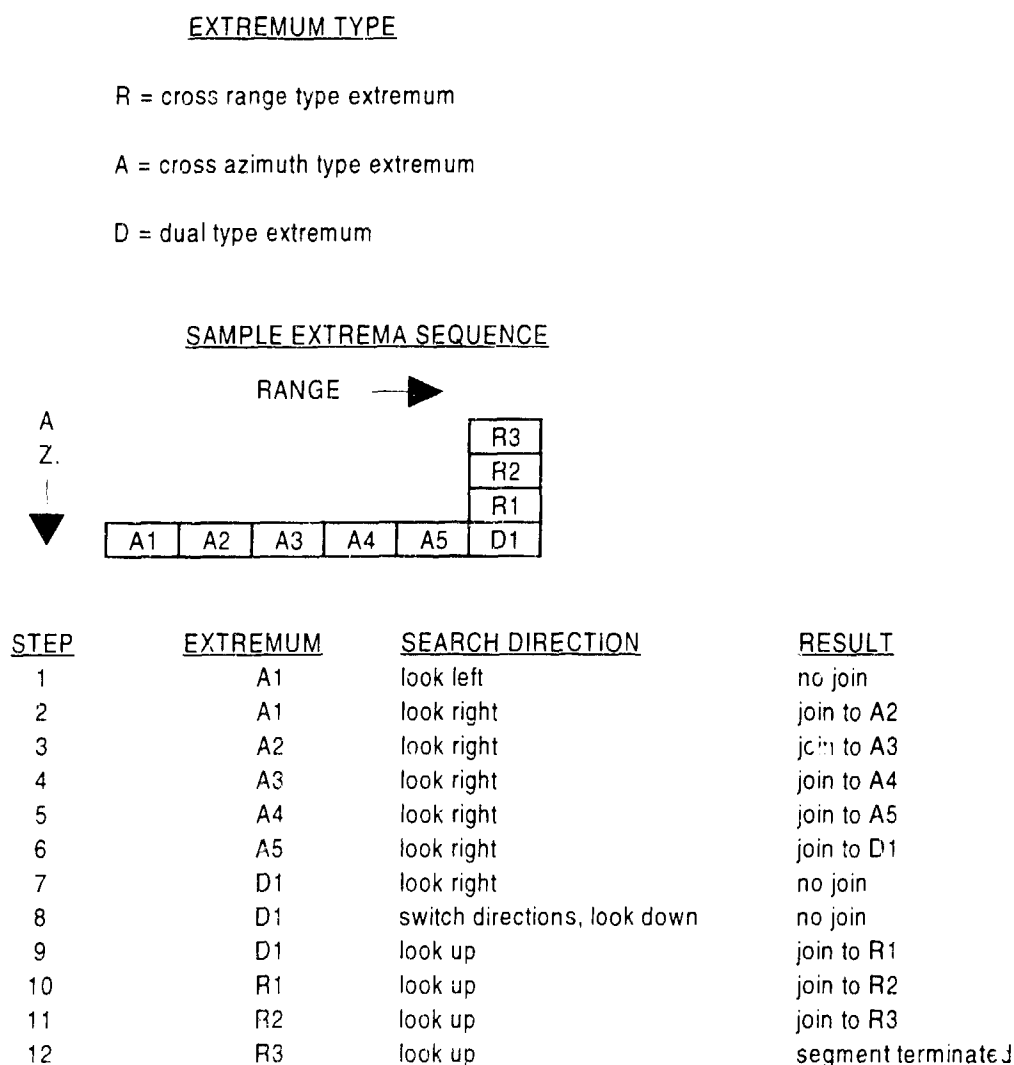 EXTREMUM TYPE
R = cross range type extremum
A = cross azimuth type extremum
D = dual type extremum
SAMPLE EXTREMA SEQUENCE
RANGE
A
Z.
R3
R2
R1
A1 A2 A3 A4 A5 D1
STEP EXTREMUM SEARCH DIRECTION RESULT
1 A1 look left no join
2 A1 look right join to A2
3 A2 look right join to A3
4 A3 look right join to A4
5 A4 look right join to A5
6 A5 look right join to D1
7 D1 look right no join
8 D1 switch directions, look down no join
9 D1 look up join to R1
10 R1 look up join to R2
11 R2 look up join to R3
12 R3 look up segment terminated